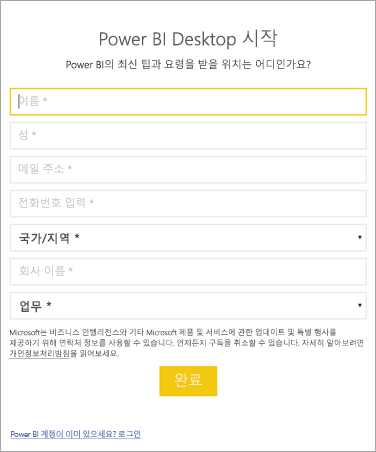 Power BI Desktop 시작
Power BI의 최신 팁과 요령을 받을 위치는 어디인가요?
이름 *
성 *
메일 주소 *
전화번호 입력 *
국가/지역 *
회사 이름 *
업무 *
Microsoft는 비즈니스 인텔리전스와 기타 Microsoft 제품 및 서비스에 관한 업데이트 및 특별 행사를
제공하기 위해 연락처 정보를 사용할 수 있습니다. 언제든지 구독을 취소할 수 있습니다. 자세히 알아보려면
개인정보처리방침을 읽어보세요.
완료
Power BI 계정이 이미 있으세요? 로그인